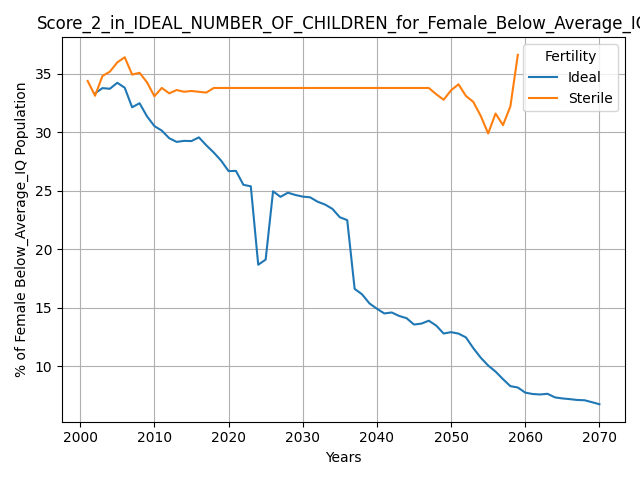 Score_2_in_IDEAL_NUMBER_OF_CHILDREN_for_Female_Below_Average_IQ
Fertility
Ideal
Sterile
% of Female Below_Average_IQ Population
35
30
25
20
15
10
2000 2010 2020 2030 2040 2050 2060 2070
Years